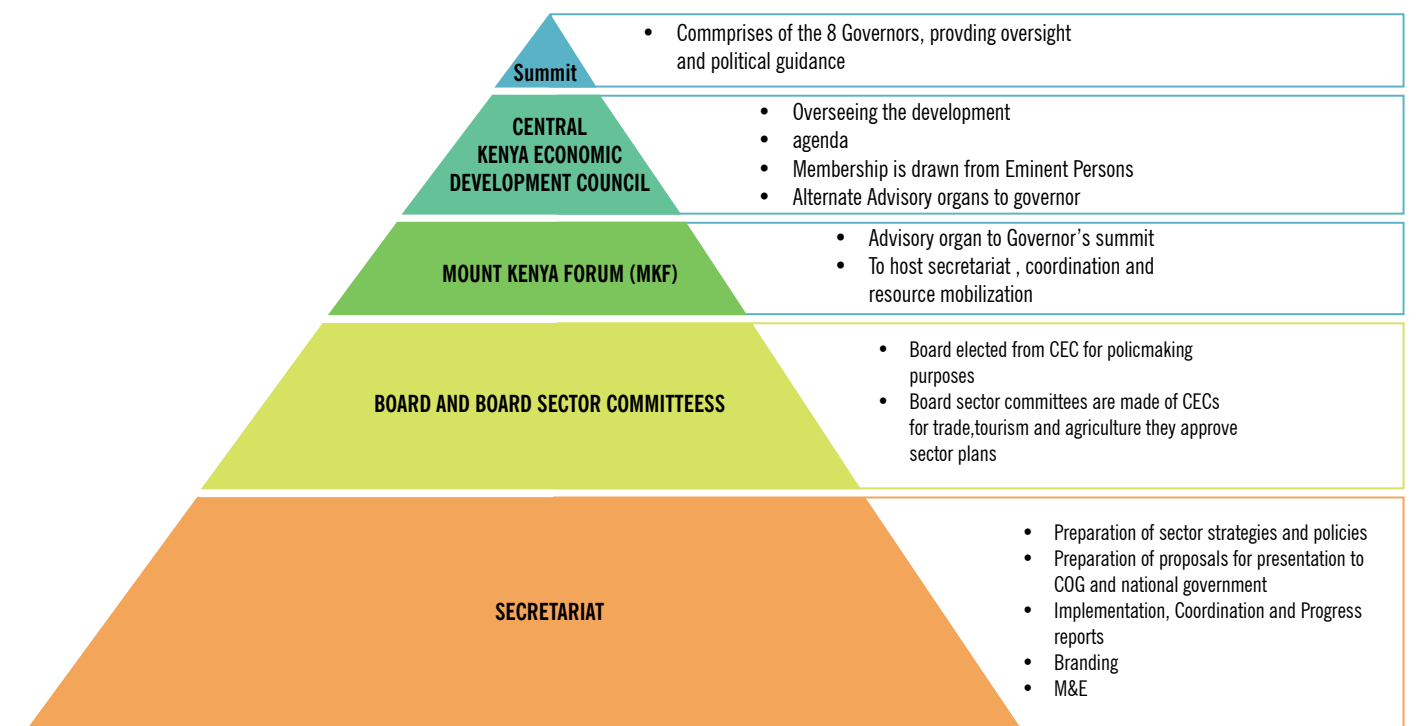 Summit
• Commprises of the 8 Governors, provding oversight
and political guidance
CENTRAL
KENYA ECONOMIC
DEVELOPMENT COUNCIL
• Overseeing the development
• agenda
• Membership is drawn from Eminent Persons
• Alternate Advisory organs to governor
MOUNT KENYA FORUM (MKF)
• Advisory organ to Governor's summit
• To host secretariat , coordination and
resource mobilization
BOARD AND BOARD SECTOR COMMITTEESS
• Board elected from CEC for policmaking
purposes
• Board sector committees are made of CECs
for trade,tourism and agriculture they approve
sector plans
SECRETARIAT
• Preparation of sector strategies and policies
• Preparation of proposals for presentation to
COG and national government
• Implementation, Coordination and Progress
reports
• Branding
• M&E